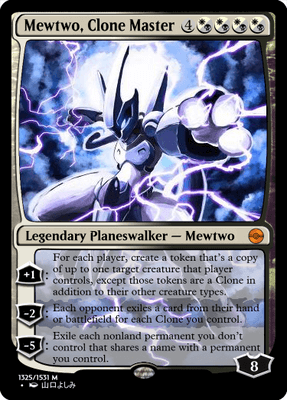 Mewtwo, Clone Master 4
Legendary Planeswalker — Mewtwo
+1: For each player, create a token that's a copy
of up to one target creature that player
controls, except those tokens are a Clone in
addition to their other creature types.
-2: Each opponent exiles a card from their hand
or battlefield for each Clone you control.
-5: Exile each nonland permanent you don't
control that shares a name with a permanent
you control.
8
1325/1531 M
• 山口よしみ